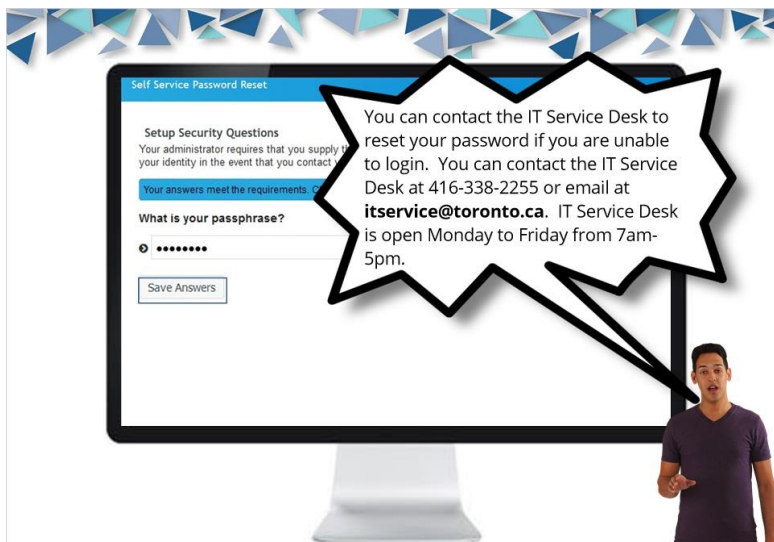 Self Service Password Reset
Setup Security Questions
Your administrator requires that you supply
your identity in the event that you contact
Your answers meet the requirements.
What is your passphrase?
Save Answers
You can contact the IT Service Desk to
reset your password if you are unable
to login. You can contact the IT Service
Desk at 416-338-2255 or email at
itservice@toronto.ca. IT Service Desk
is open Monday to Friday from 7am-
5pm.